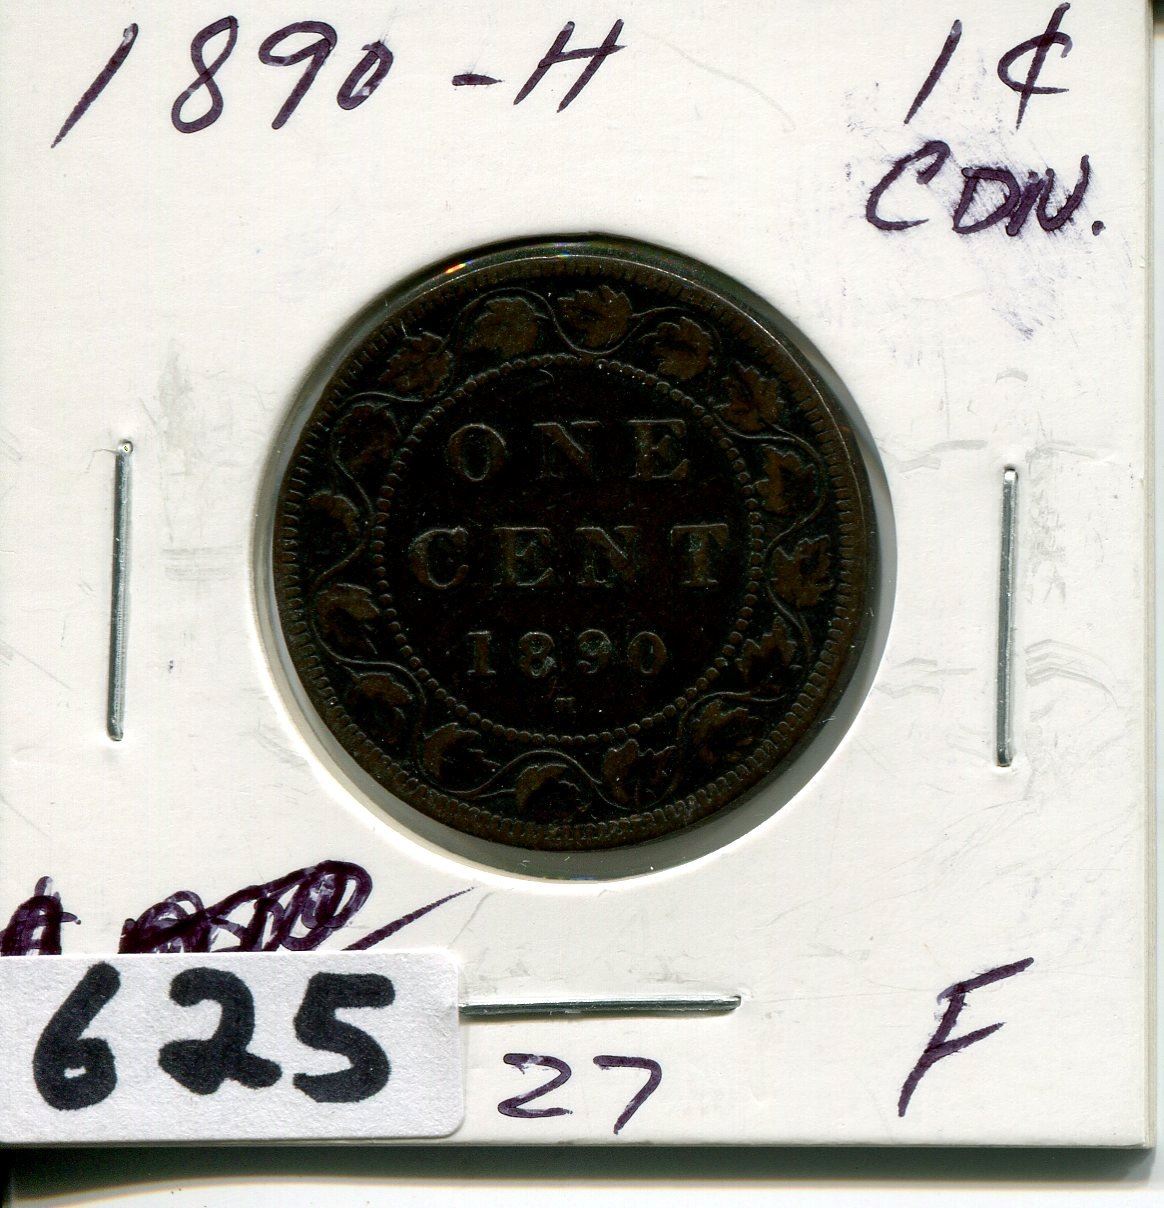 1890-H 1¢
CDN.
ONE
CENT
1890
H
625
27 F